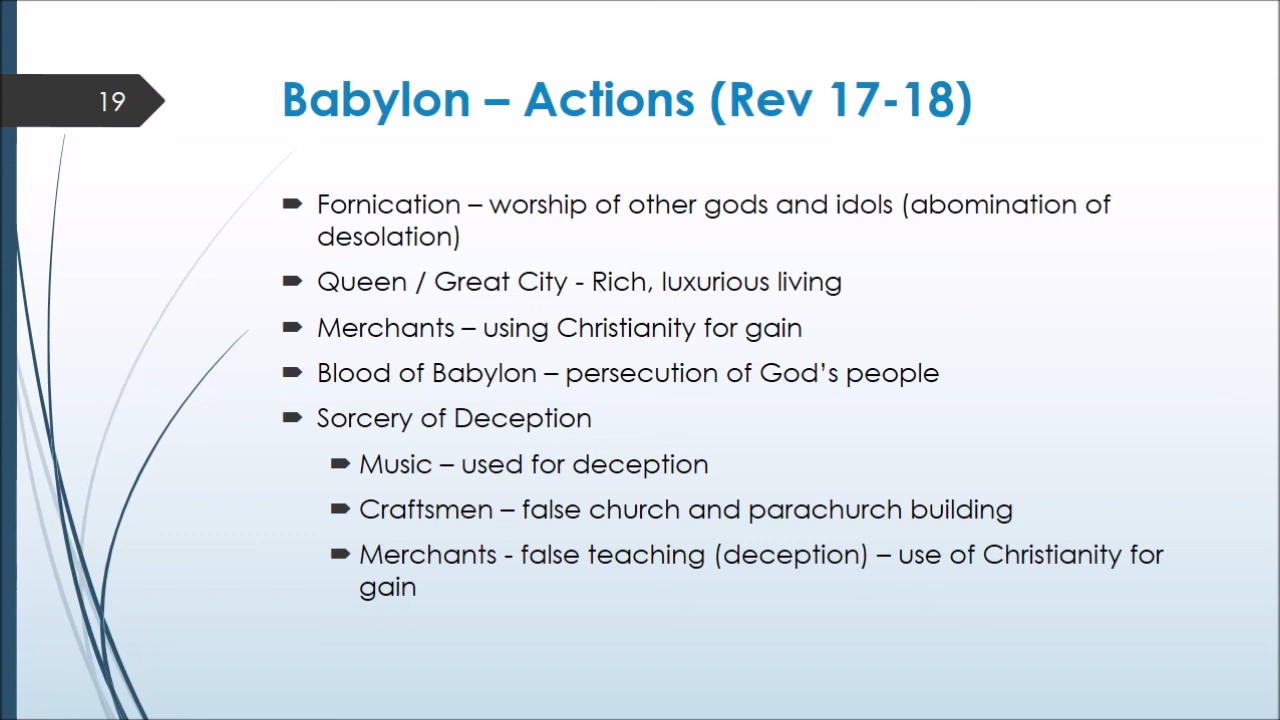 19
Babylon – Actions (Rev 17-18)
Fornication – worship of other gods and idols (abomination of
desolation)
Queen / Great City - Rich, luxurious living
Merchants – using Christianity for gain
Blood of Babylon – persecution of God’s people
Sorcery of Deception
Music – used for deception
Craftsmen – false church and parachurch building
Merchants - false teaching (deception) – use of Christianity for
gain